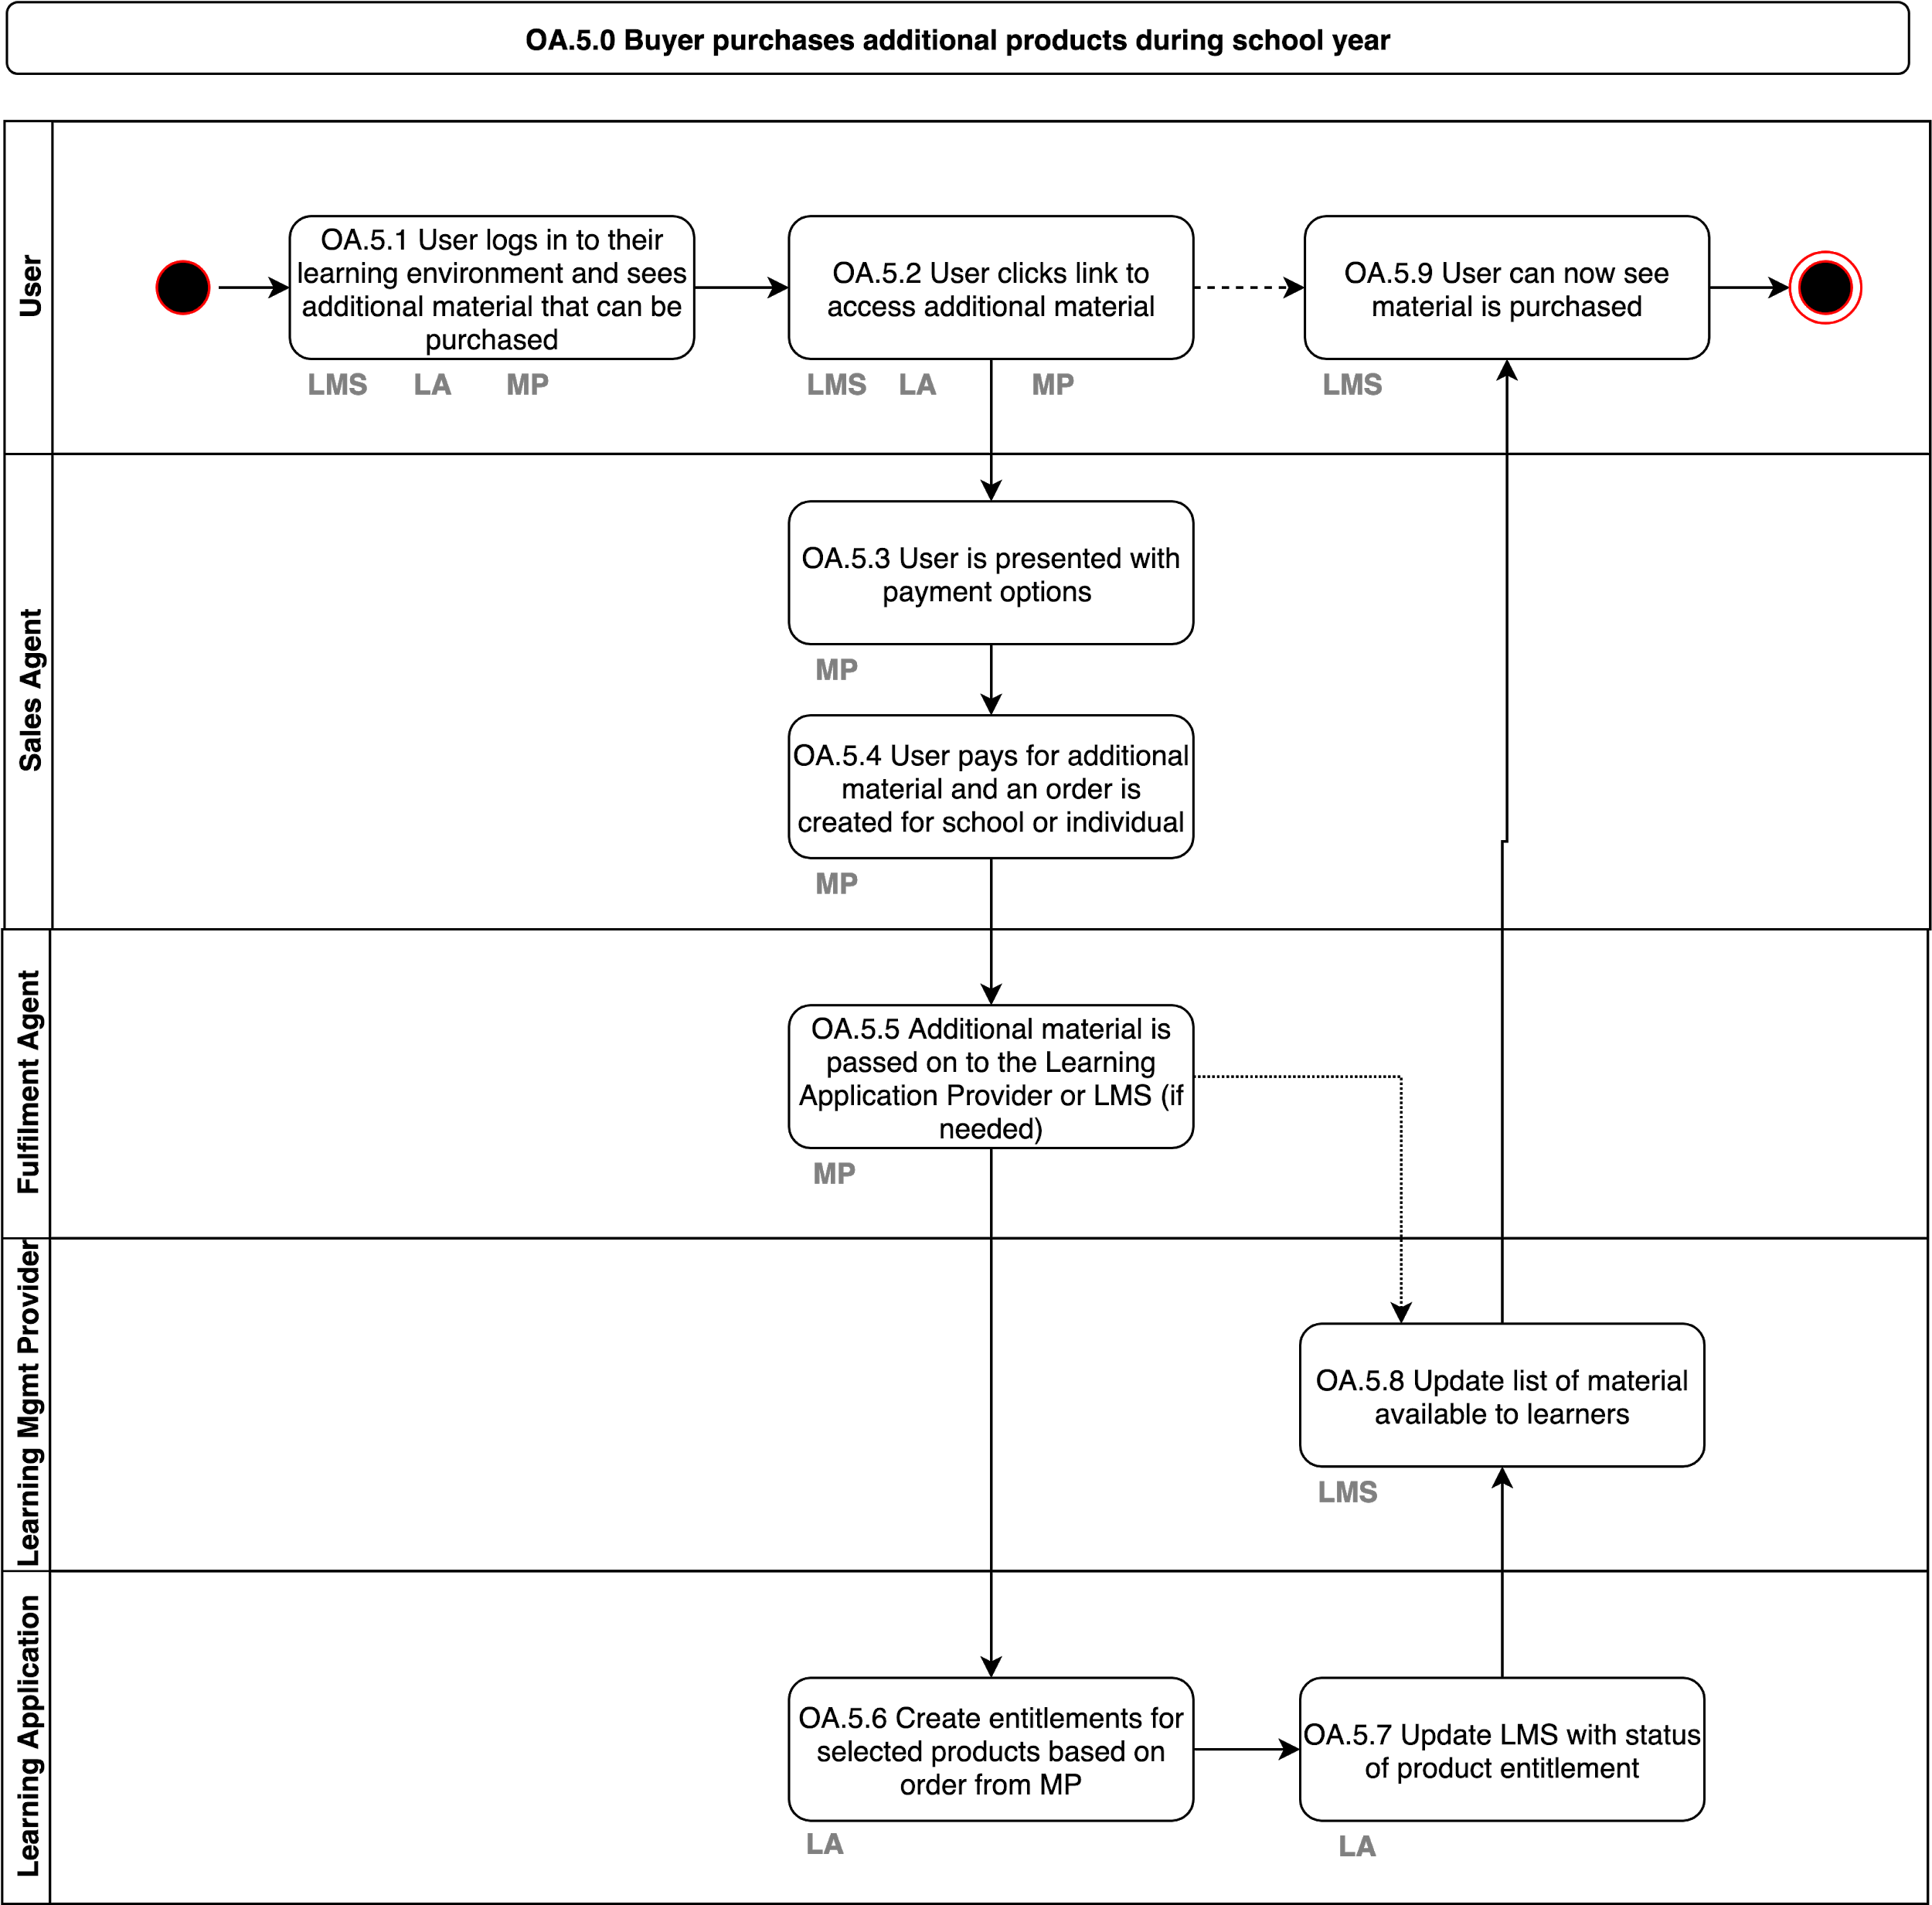 OA.5.0 Buyer purchases additional products during school year
User
OA.5.1 User logs in to their
learning environment and sees
additional material that can be
purchased
LMS LA MP
OA.5.2 User clicks link to
access additional material
LMS LA MP
OA.5.9 User can now see
material is purchased
LMS
Sales Agent
OA.5.3 User is presented with
payment options
MP
OA.5.4 User pays for additional
material and an order is
created for school or individual
MP
Fulfilment Agent
OA.5.5 Additional material is
passed on to the Learning
Application Provider or LMS (if
needed)
MP
Learning Mgmt Provider
OA.5.8 Update list of material
available to learners
LMS
Learning Application
OA.5.6 Create entitlements for
selected products based on
order from MP
LA
OA.5.7 Update LMS with status
of product entitlement
LA